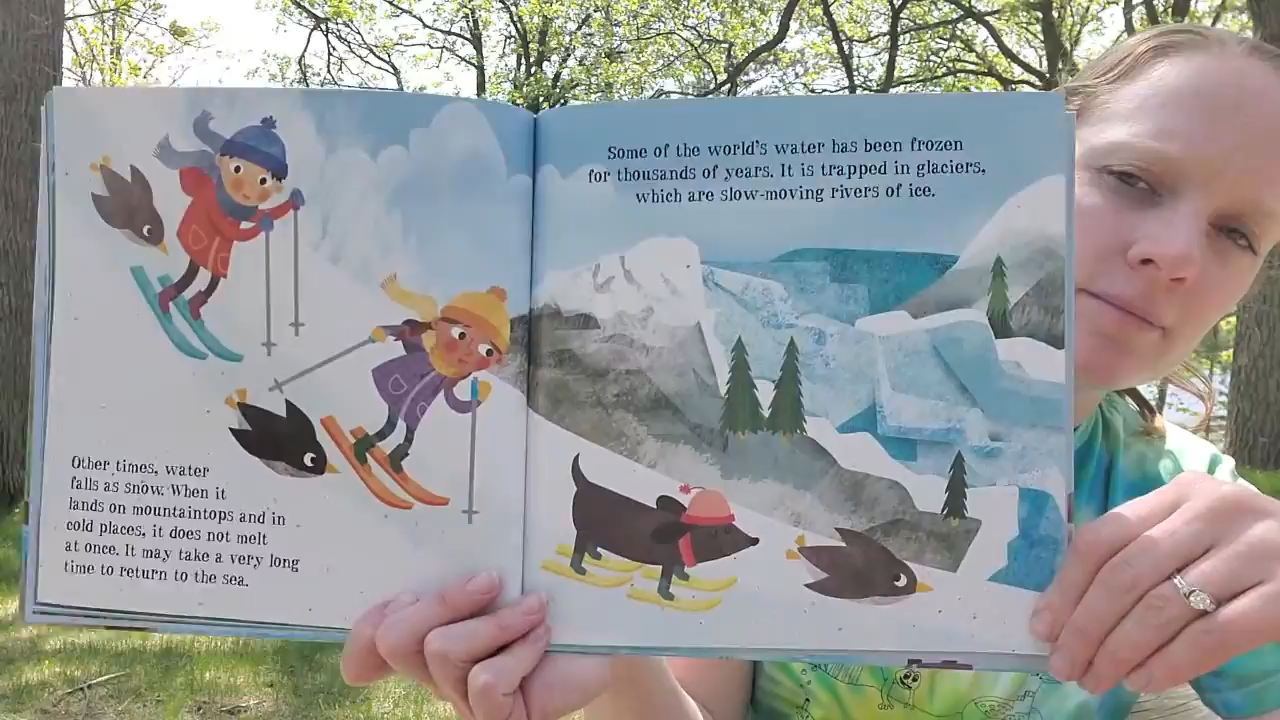 Other times, water
falls as snow. When it
lands on mountaintops and in
cold places, it does not melt
at once. It may take a very long
time to return to the sea.
Some of the world's water has been frozen
for thousands of years. It is trapped in glaciers,
which are slow-moving rivers of ice.